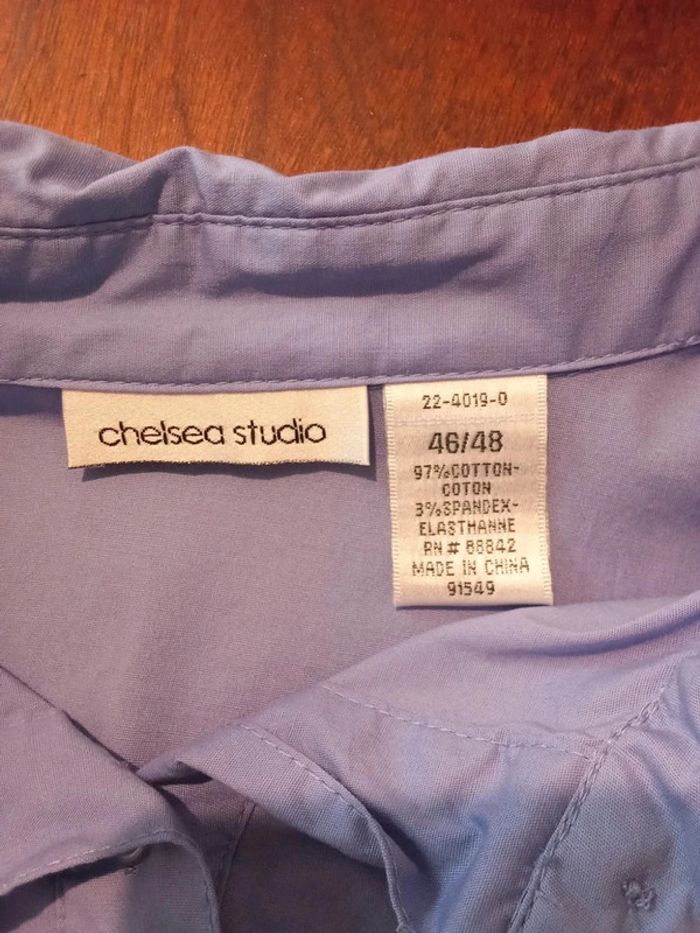 chelsea studio
22-4019-0
46/48
97%COTTON-
COTON
3%SPANDEX-
ELASTHANNE
RN # 88842
MADE IN CHINA
91549